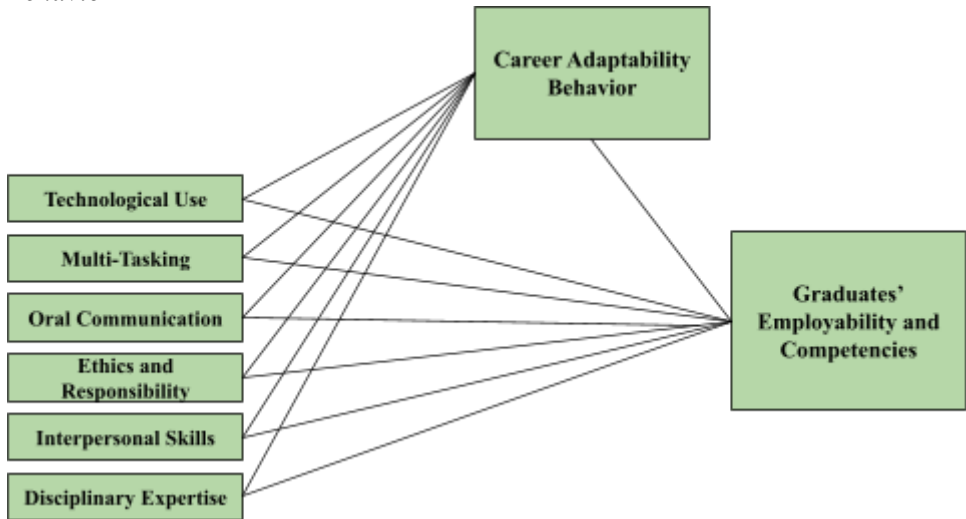 Career Adaptability
Behavior
Technological Use
Multi-Tasking
Oral Communication
Ethics and
Responsibility
Interpersonal Skills
Disciplinary Expertise
Graduates’
Employability and
Competencies